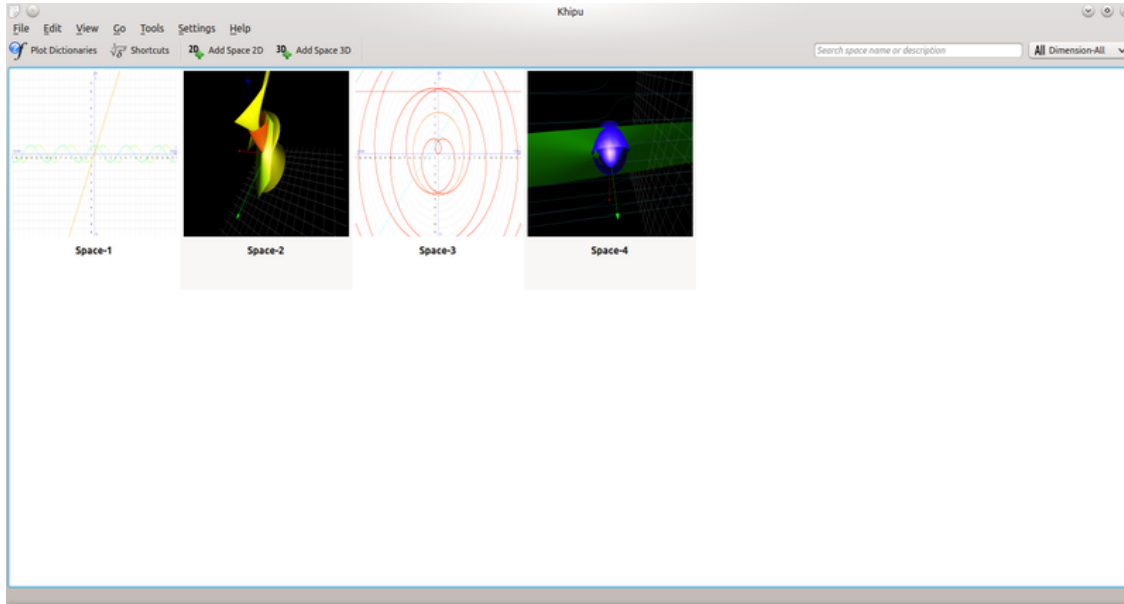 Khipu
File Edit View Go Tools Settings Help
Plot Dictionaries Shortcuts 2D Add Space 2D 3D Add Space 3D Search space name or description All Dimension-All
Space-1 Space-2 Space-3 Space-4